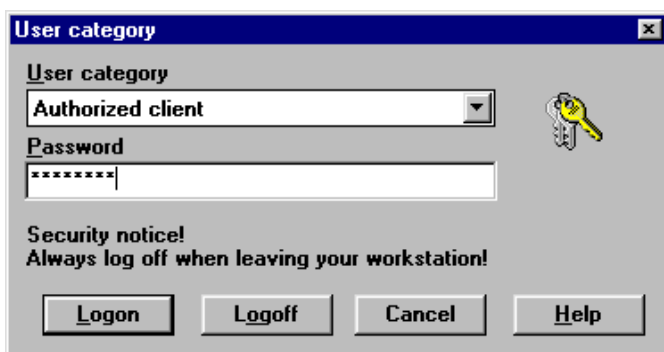 User category
User category
Authorized client
Password
********
Security notice!
Always log off when leaving your workstation!
Logon Logoff Cancel Help